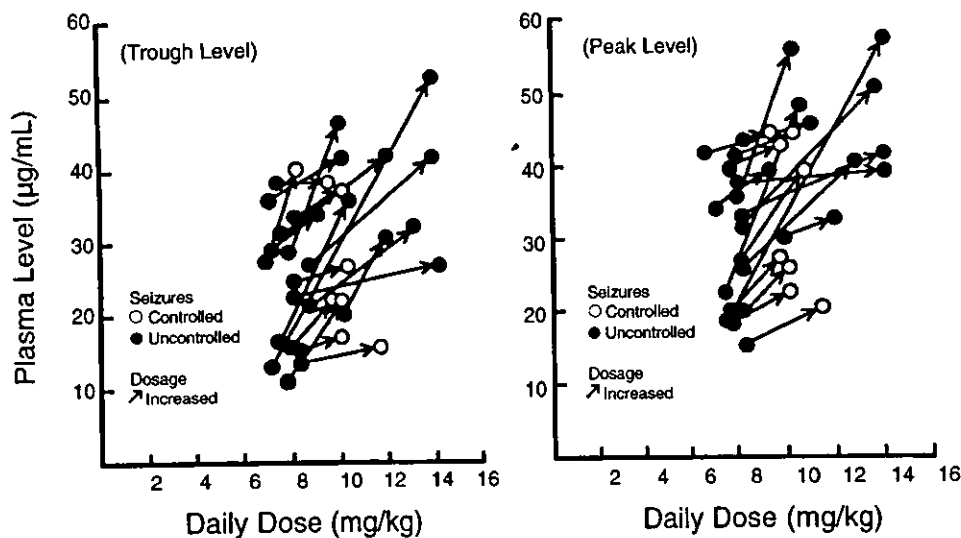 60
50
40
30
20
10
Plasma Level (µg/mL)
(Trough Level)
Seizures
Controlled
Uncontrolled
Dosage
Increased
2 4 6 8 10 12 14 16
Daily Dose (mg/kg)
60
50
40
30
20
10
(Peak Level)
Seizures
Controlled
Uncontrolled
Dosage
Increased
2 4 6 8 10 12 14 16
Daily Dose (mg/kg)